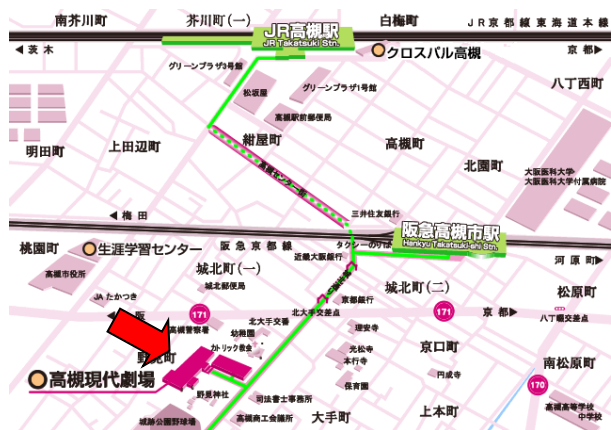 南芥川町
芥川町(一)
JR高槻駅
JR Takatsuki Stn.
白梅町
JR京都線東海道本線
◀茨木
クロスパル高槻
京都▶
グリーンプラザ3号館
松坂屋
グリーンプラザ1号館
八丁西町
高槻駅前郵便局
紺屋町
高槻町
明田町
上田辺町
北園町
大阪医科大学・
大阪医科大学付属病院
高槻センター街
三井住友銀行
◀梅田
阪急高槻市駅
Hankyu Takatsuki-shi Stn.
桃園町
生涯学習センター
阪急京都線
タクシーのりば
近畿大阪銀行
河原町▶
高槻市役所
城北町(一)
城北郵便局
松原町
JAたかつき
京都銀行
城北町(二)
阪
171
北大手交差点
171
京都▶
高槻警察署
北大手交番
八丁畷交差点
幼稚園
理安寺
野見町
カトリック教会
光松寺
京口町
本行寺
南松原町
高槻現代劇場
円成寺
保育園
170
野見神社
司法書士事務所
高槻高等学校
中学校
城跡公園野球場
高槻商工会議所
大手町
上本町